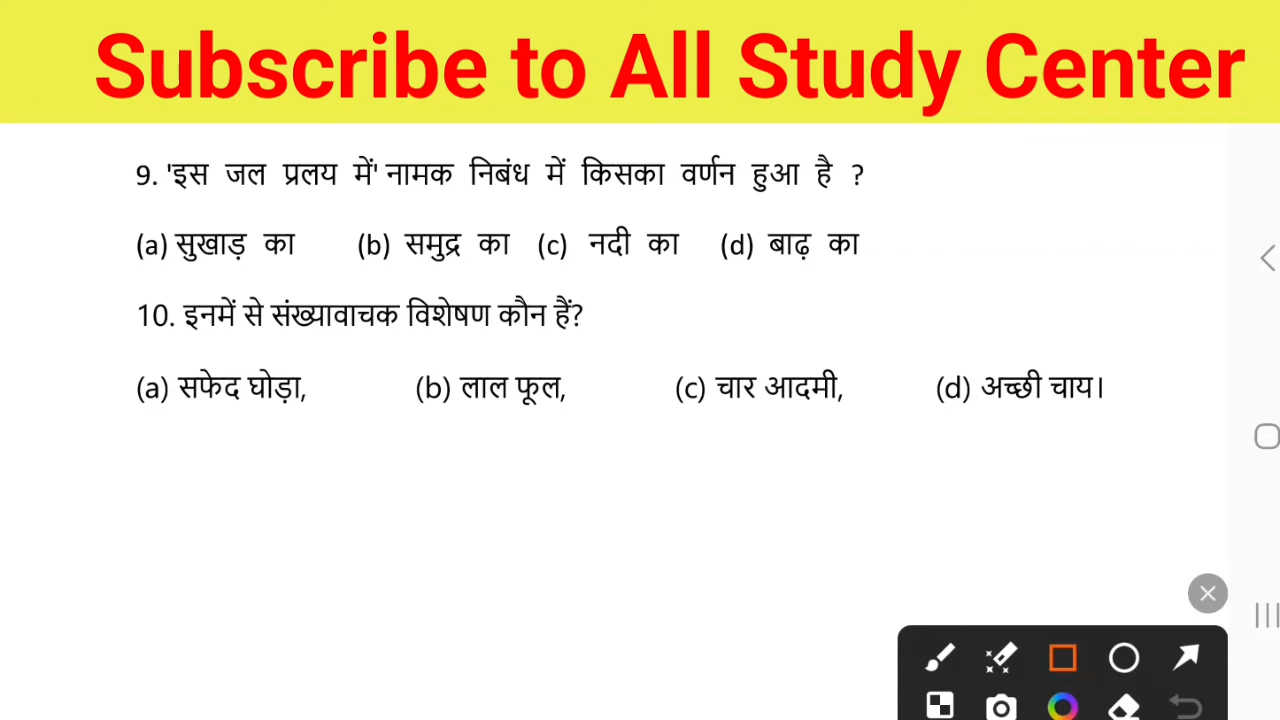 Subscribe to All Study Center
9. 'इस जल प्रलय में' नामक निबंध में किसका वर्णन हुआ है ?
(a) सुखाड़ का (b) समुद्र का (c) नदी का (d) बाढ़ का
10. इनमें से संख्यावाचक विशेषण कौन हैं?
(a) सफेद घोड़ा, (b) लाल फूल, (c) चार आदमी, (d) अच्छी चाय।